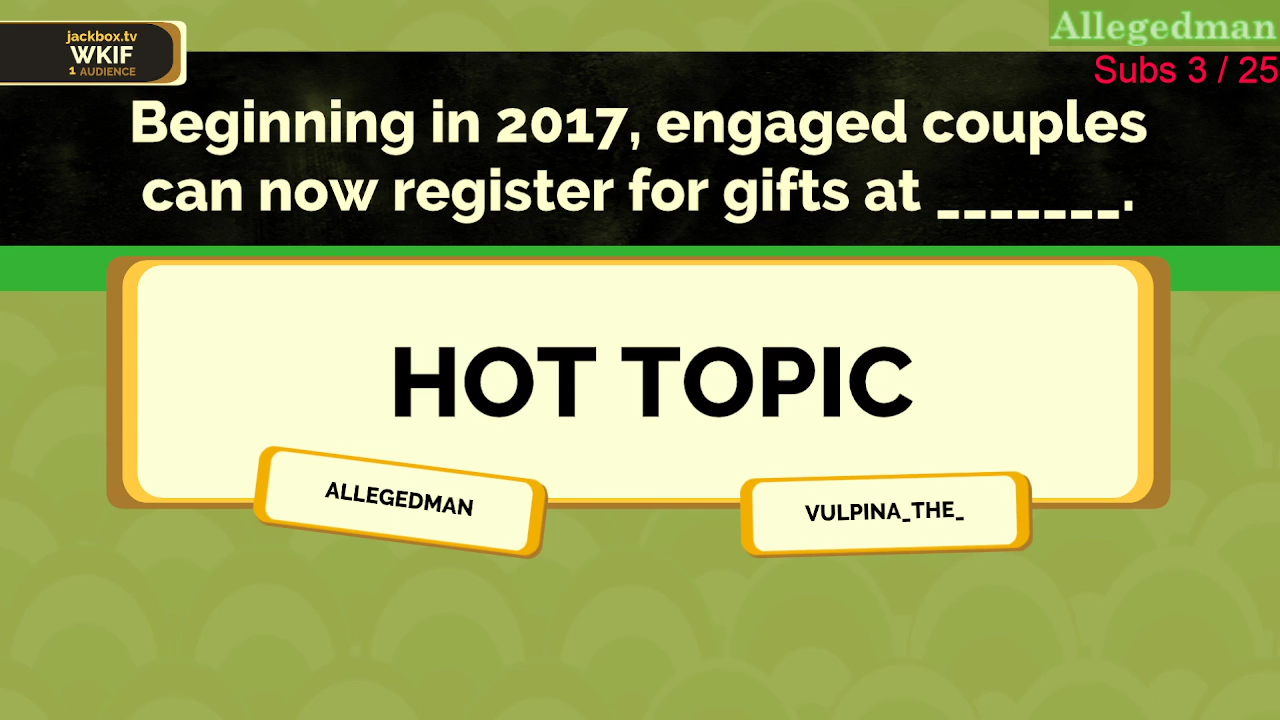 jackbox.tv
WKIF
1 AUDIENCE
Allegedman
Subs 3 / 25
Beginning in 2017, engaged couples
can now register for gifts at _______.
HOT TOPIC
ALLEGEDMAN
VULPINA_THE_